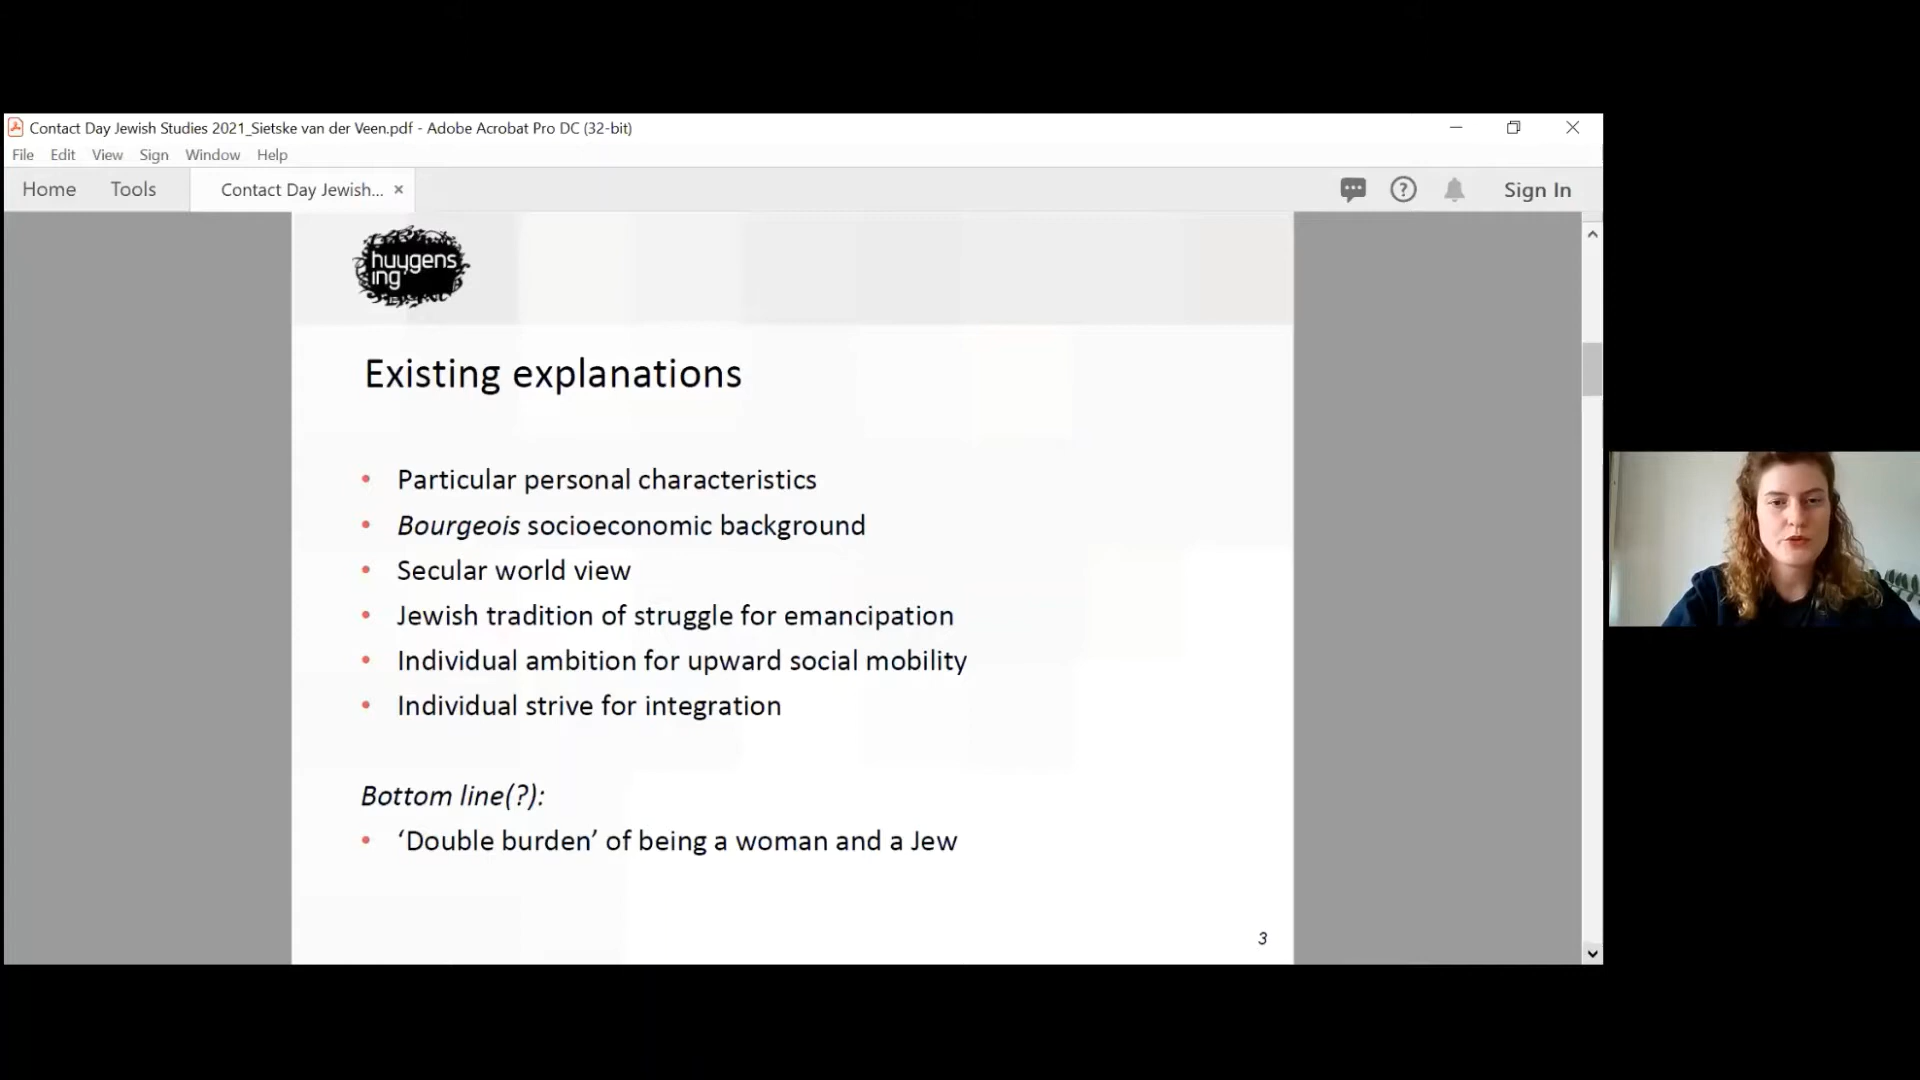 Contact Day Jewish Studies 2021_Sietske van der Veen.pdf - Adobe Acrobat Pro DC (32-bit)
File Edit View Sign Window Help
Home Tools Contact Day Jewish... × Sign In
huygens
ing
Existing explanations
• Particular personal characteristics
• Bourgeois socioeconomic background
• Secular world view
• Jewish tradition of struggle for emancipation
• Individual ambition for upward social mobility
• Individual strive for integration
Bottom line(?):
• ‘Double burden’ of being a woman and a Jew
3